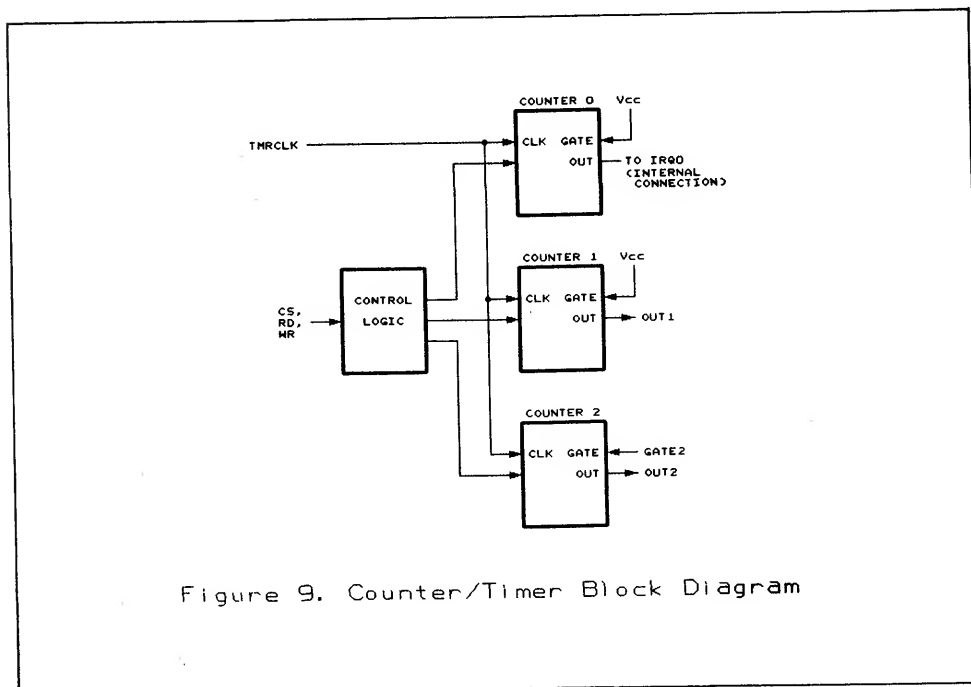 COUNTER 0
Vcc
TMRCLK
CLK GATE
OUT
TO IRQ0
(INTERNAL
CONNECTION)
COUNTER 1
Vcc
CONTROL
LOGIC
CS,
RD,
WR
CLK GATE
OUT
OUT1
COUNTER 2
CLK GATE
GATE2
OUT
OUT2
Figure 9. Counter/Timer Block Diagram